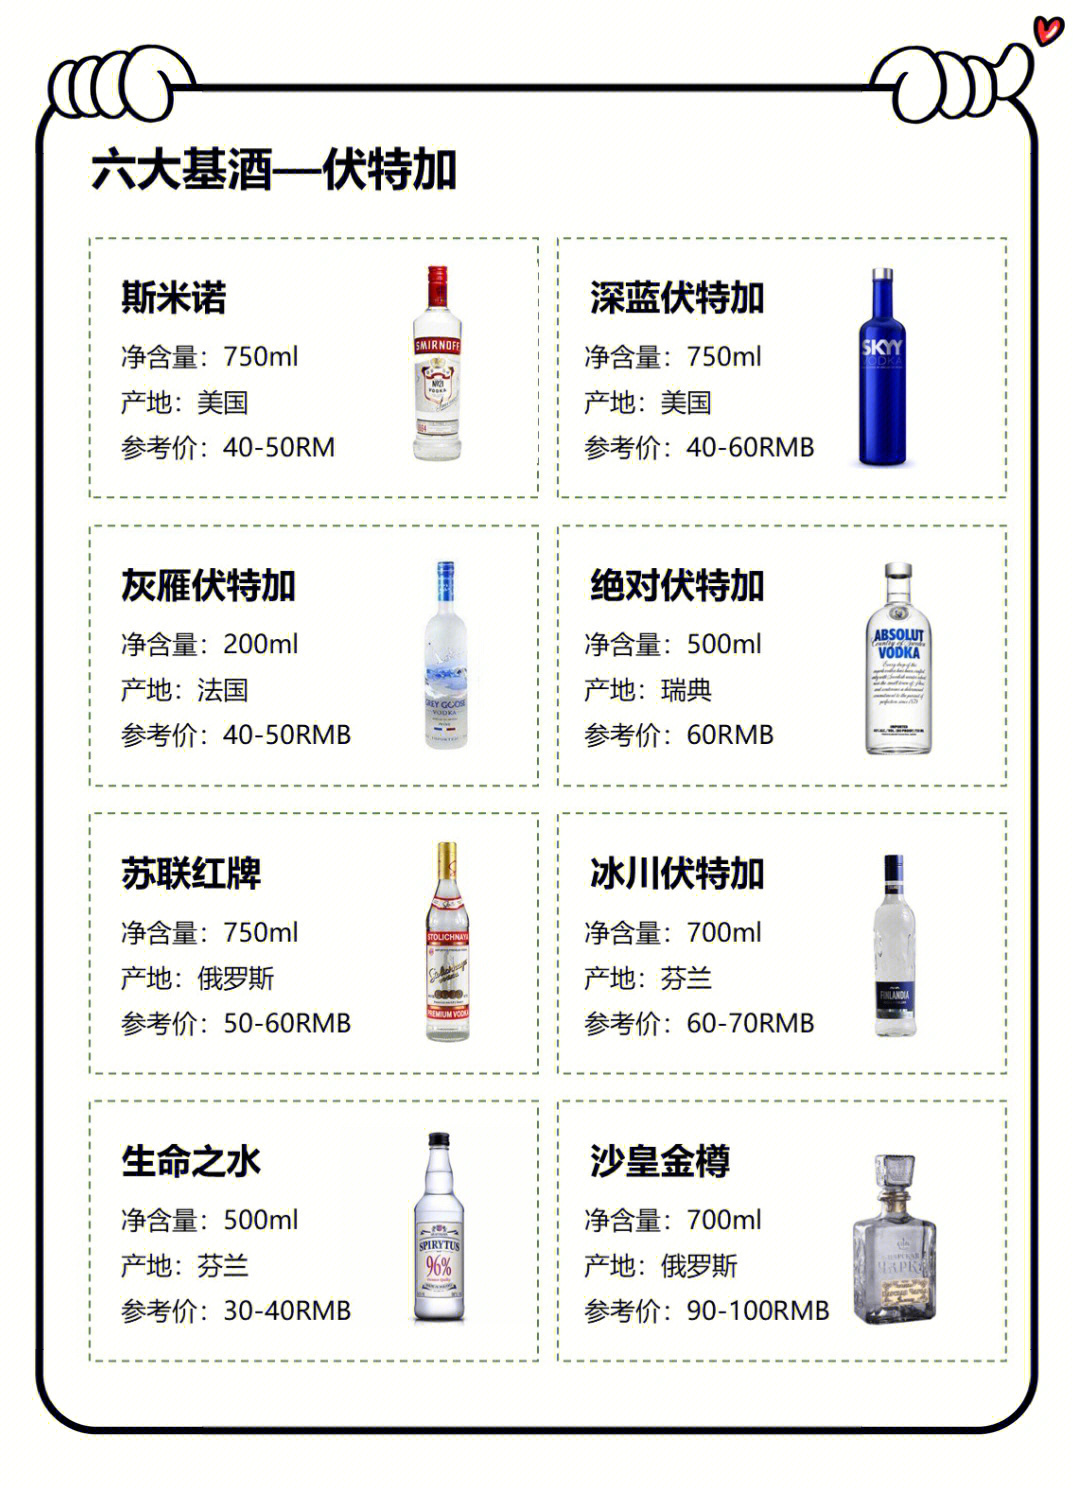 六大基酒—伏特加
斯米诺
净含量：750ml
产地：美国
参考价：40-50RM
SMIRNOFF
No21
VODKA
深蓝伏特加
净含量：750ml
产地：美国
参考价：40-60RMB
SKYY
VODKA
灰雁伏特加
净含量：200ml
产地：法国
参考价：40-50RMB
GREY GOOSE
VODKA
绝对伏特加
净含量：500ml
产地：瑞典
参考价：60RMB
ABSOLUT
Country of Sweden
VODKA
IMPORTED
苏联红牌
净含量：750ml
产地：俄罗斯
参考价：50-60RMB
STOLICHNAYA
Stolichnaya
PREMIUM VODKA
冰川伏特加
净含量：700ml
产地：芬兰
参考价：60-70RMB
FINLANDIA
生命之水
净含量：500ml
产地：芬兰
参考价：30-40RMB
SPIRYTUS
96%
沙皇金樽
净含量：700ml
产地：俄罗斯
参考价：90-100RMB